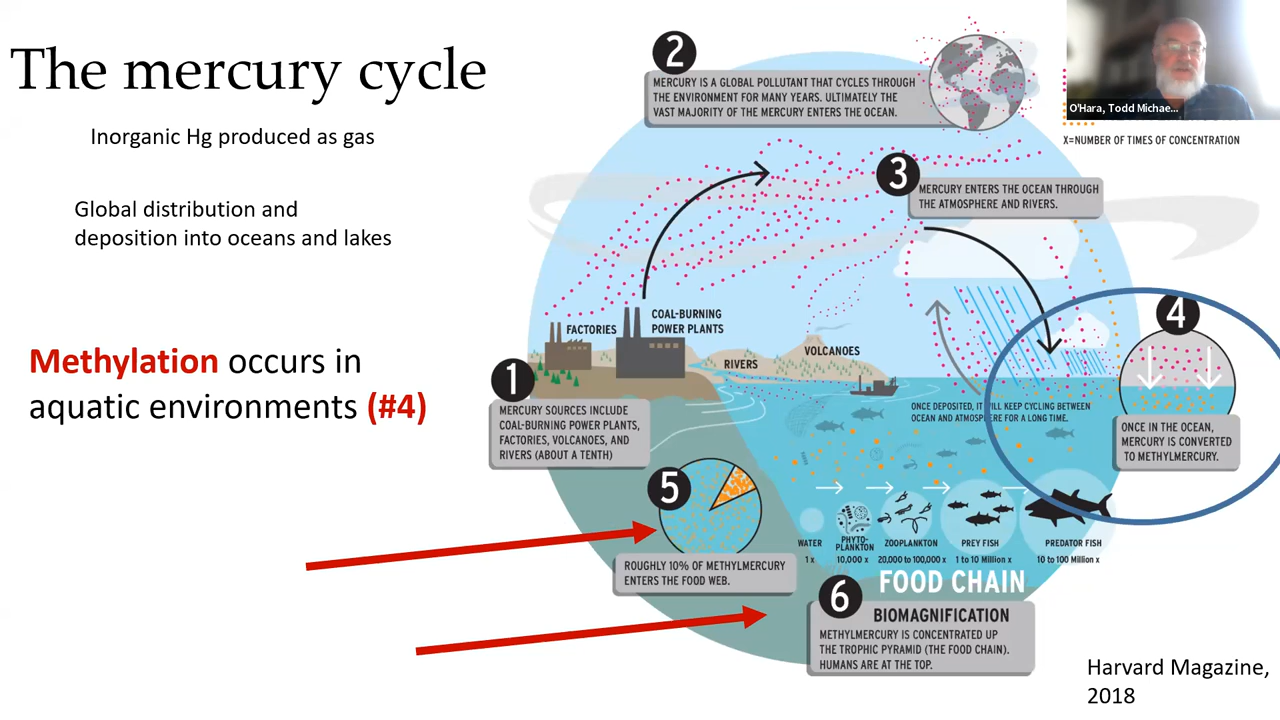 The mercury cycle
Inorganic Hg produced as gas
Global distribution and
deposition into oceans and lakes
Methylation occurs in
aquatic environments (#4)
2
MERCURY IS A GLOBAL POLLUTANT THAT CYCLES THROUGH
THE ENVIRONMENT FOR MANY YEARS. ULTIMATELY THE
VAST MAJORITY OF THE MERCURY ENTERS THE OCEAN.
O'Hara, Todd Michae...
X=NUMBER OF TIMES OF CONCENTRATION
3
MERCURY ENTERS THE OCEAN THROUGH
THE ATMOSPHERE AND RIVERS.
FACTORIES
COAL-BURNING
POWER PLANTS
RIVERS
VOLCANOES
1
MERCURY SOURCES INCLUDE
COAL-BURNING POWER PLANTS,
FACTORIES, VOLCANOES, AND
RIVERS (ABOUT A TENTH)
ONCE DEPOSITED, IT WILL KEEP CYCLING BETWEEN
OCEAN AND ATMOSPHERE FOR A LONG TIME.
4
ONCE IN THE OCEAN,
MERCURY IS CONVERTED
TO METHYLMERCURY.
5
ROUGHLY 10% OF METHYLMERCURY
ENTERS THE FOOD WEB.
WATER
1 x
PHYTO-
PLANKTON
10,000 x
ZOOPLANKTON
20,000 to 100,000 x
PREY FISH
1 to 10 Million x
PREDATOR FISH
10 to 100 Million x
FOOD CHAIN
6
BIOMAGNIFICATION
METHYLMERCURY IS CONCENTRATED UP
THE TROPHIC PYRAMID (THE FOOD CHAIN).
HUMANS ARE AT THE TOP.
Harvard Magazine,
2018